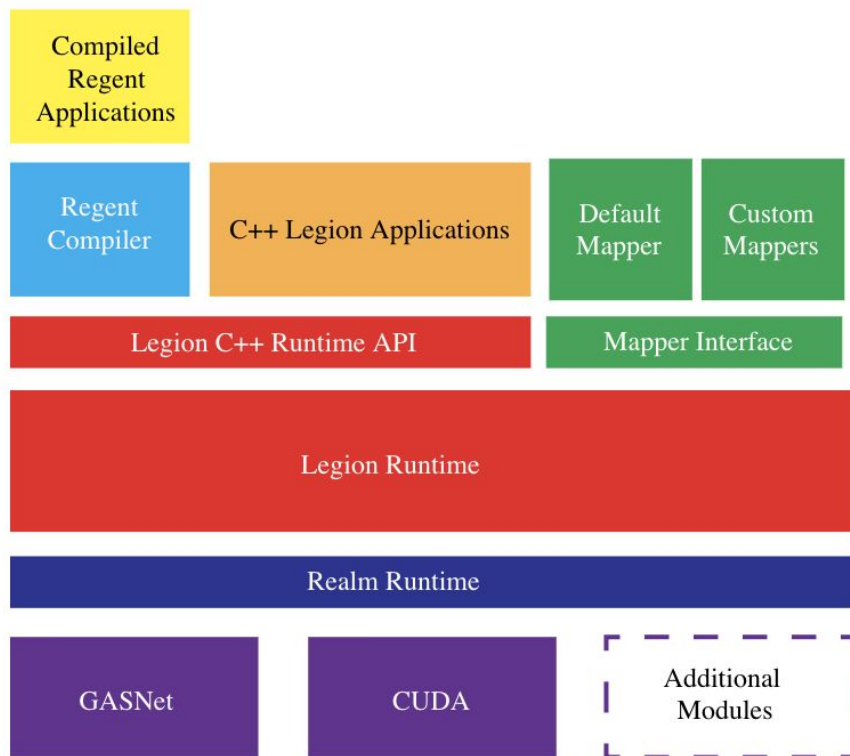 Compiled
Regent
Applications
Regent
Compiler
C++ Legion Applications
Default
Mapper
Custom
Mappers
Legion C++ Runtime API
Mapper Interface
Legion Runtime
Realm Runtime
GASNet
CUDA
Additional
Modules